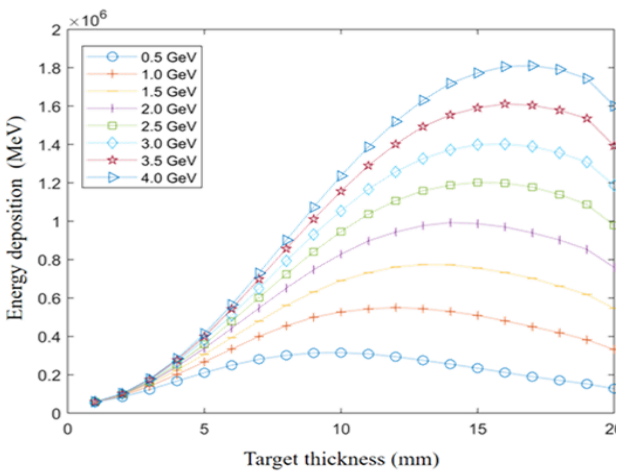 ×10⁶
2
1.8
1.6
1.4
1.2
1
0.8
0.6
0.4
0.2
0
Energy deposition (MeV)
0.5 GeV
1.0 GeV
1.5 GeV
2.0 GeV
2.5 GeV
3.0 GeV
3.5 GeV
4.0 GeV
0 5 10 15 20
Target thickness (mm)